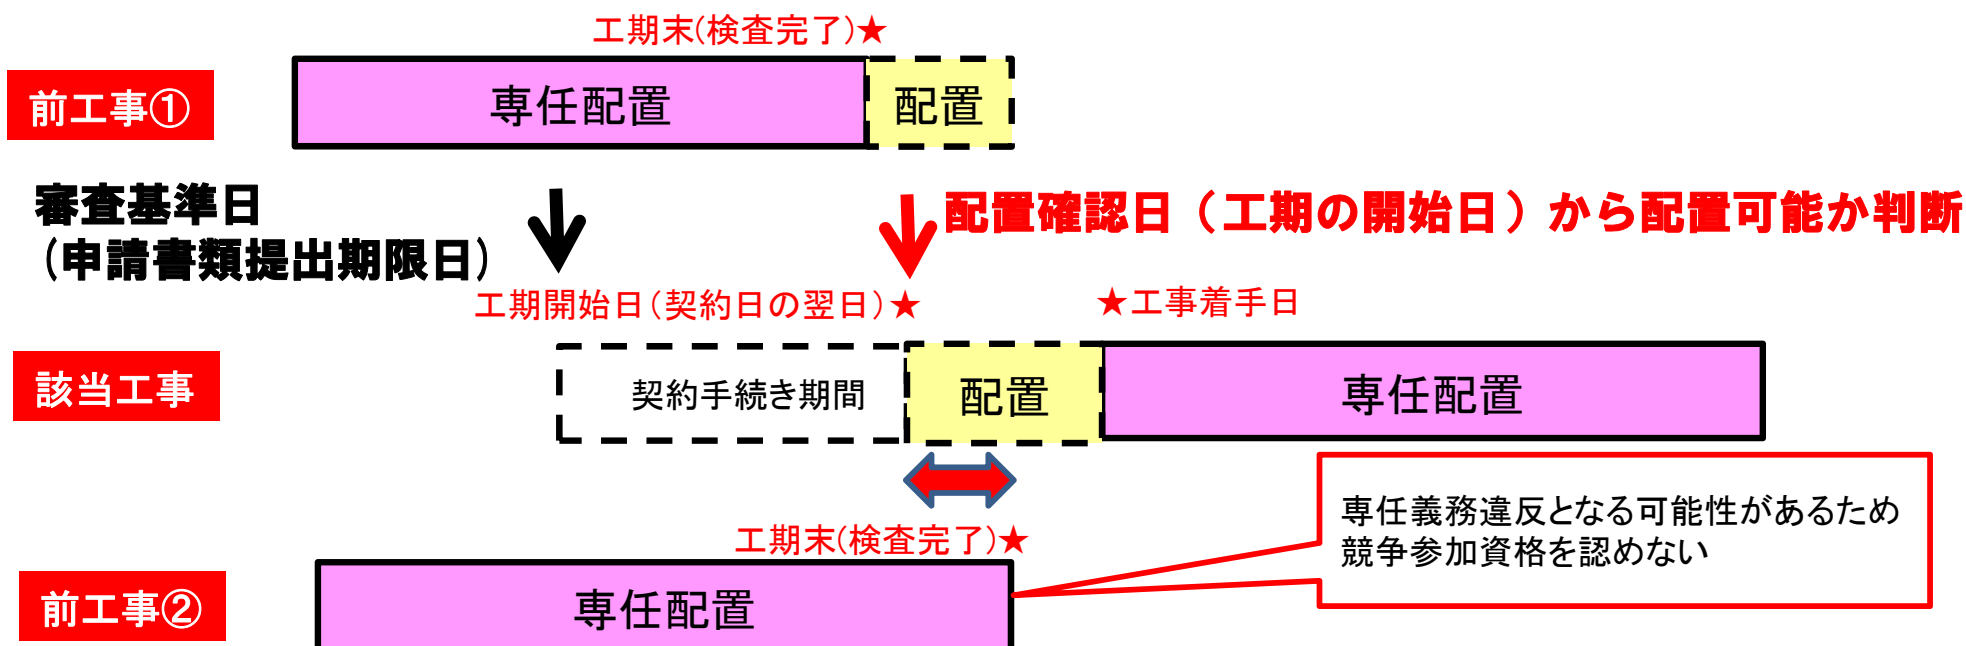 工期末(検査完了)★
前工事①
専任配置
配置
審査基準日
(申請書類提出期限日)
配置確認日(工期の開始日)から配置可能か判断
工期開始日(契約日の翌日)★
★工事着手日
該当工事
契約手続き期間
配置
専任配置
工期末(検査完了)★
専任義務違反となる可能性があるため
競争参加資格を認めない
前工事②
専任配置